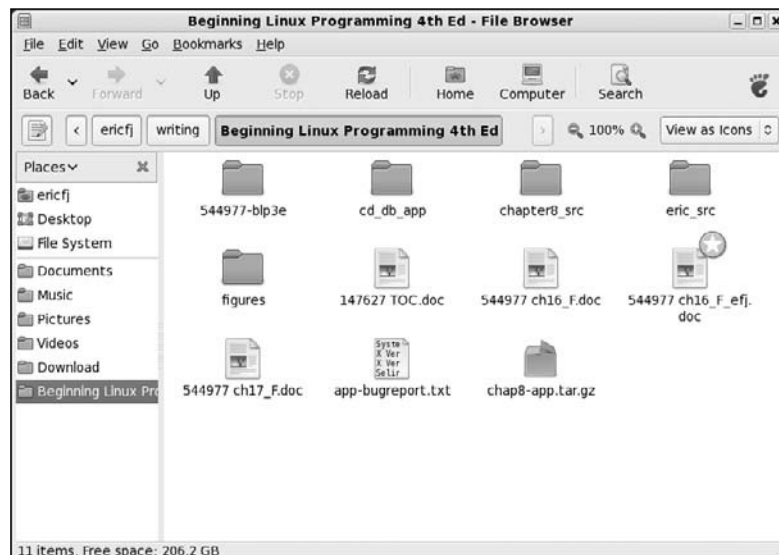 Beginning Linux Programming 4th Ed - File Browser
File Edit View Go Bookmarks Help
Back Forward Up Stop Reload Home Computer Search
ericfj writing Beginning Linux Programming 4th Ed 100% View as Icons
Places
ericfj
Desktop
File System
Documents
Music
Pictures
Videos
Download
Beginning Linux Pro
544977-blp3e cd_db_app chapter8_src eric_src
figures 147627 TOC.doc 544977 ch16_F.doc 544977 ch16_F_efj.
doc
Syste
X Ver
X Ver
Selir
544977 ch17_F.doc app-bugreport.txt chap8-app.tar.gz
11 items, Free space: 206.2 GB